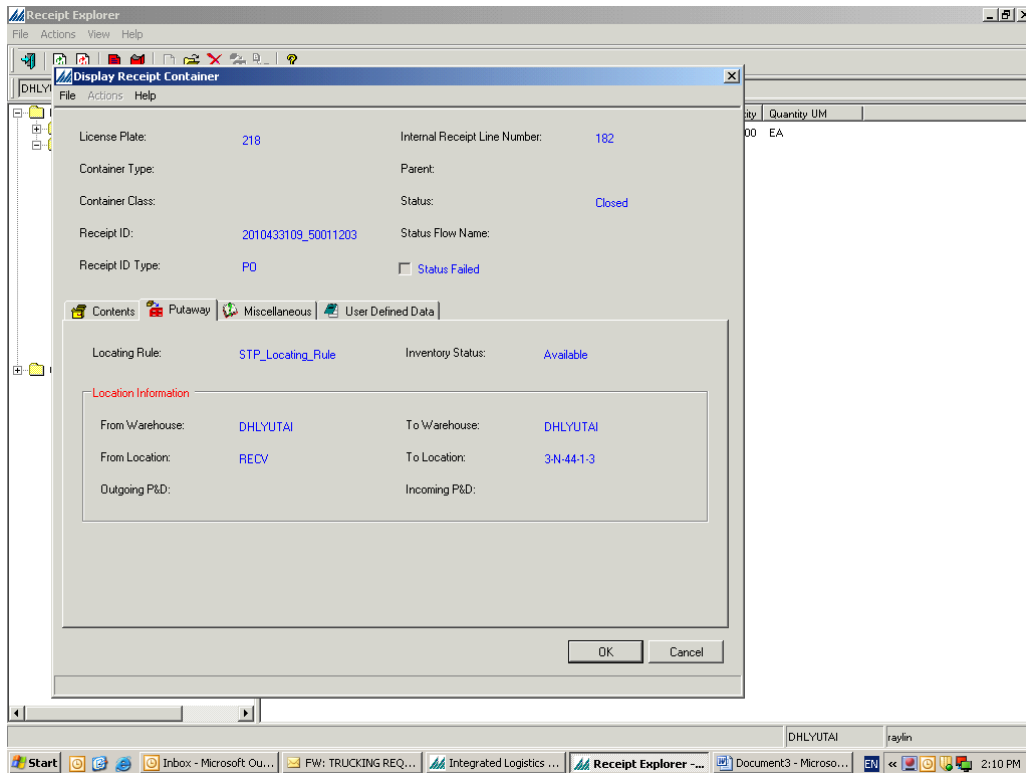 Receipt Explorer
File Actions View Help
Display Receipt Container
DHLY
File Actions Help
ity Quantity UM
00 EA
License Plate: 218 Internal Receipt Line Number: 182
Container Type: Parent:
Container Class: Status: Closed
Receipt ID: 2010433109_50011203 Status Flow Name:
Receipt ID Type: PO Status Failed
Contents Putaway Miscellaneous User Defined Data
Locating Rule: STP_Locating_Rule Inventory Status: Available
Location Information
From Warehouse: DHLYUTAI To Warehouse: DHLYUTAI
From Location: RECV To Location: 3-N-44-1-3
Outgoing P&D: Incoming P&D:
OK Cancel
DHLYUTAI raylin
Start Inbox - Microsoft Ou... FW: TRUCKING REQ... Integrated Logistics ... Receipt Explorer -... Document3 - Microso... EN « 2:10 PM